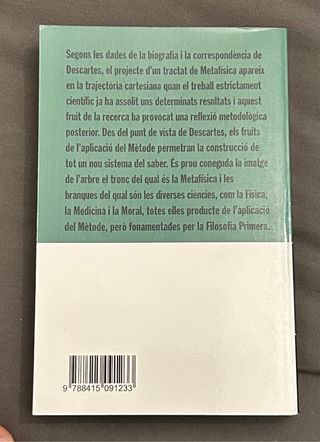 Segons les dades de la biografia i la correspondència de
Descartes, el projecte d'un tractat de Metafísica apareix
en la trajectòria cartesiana quan el treball estrictament
científic ja ha assolit uns determinats resultats i aquest
fruit de la recerca ha provocat una reflexió metodològica
posterior. Des del punt de vista de Descartes, els fruits
de l'aplicació del Mètode permetran la construcció de
tot un nou sistema del saber. És prou coneguda la imatge
de l'arbre el tronc del qual és la Metafísica i les
branques del qual són les diverses ciències, com la Física,
la Medicina i la Moral, totes elles producte de l'aplicació
del Mètode, però fonamentades per la Filosofia Primera.
9 788415 091233